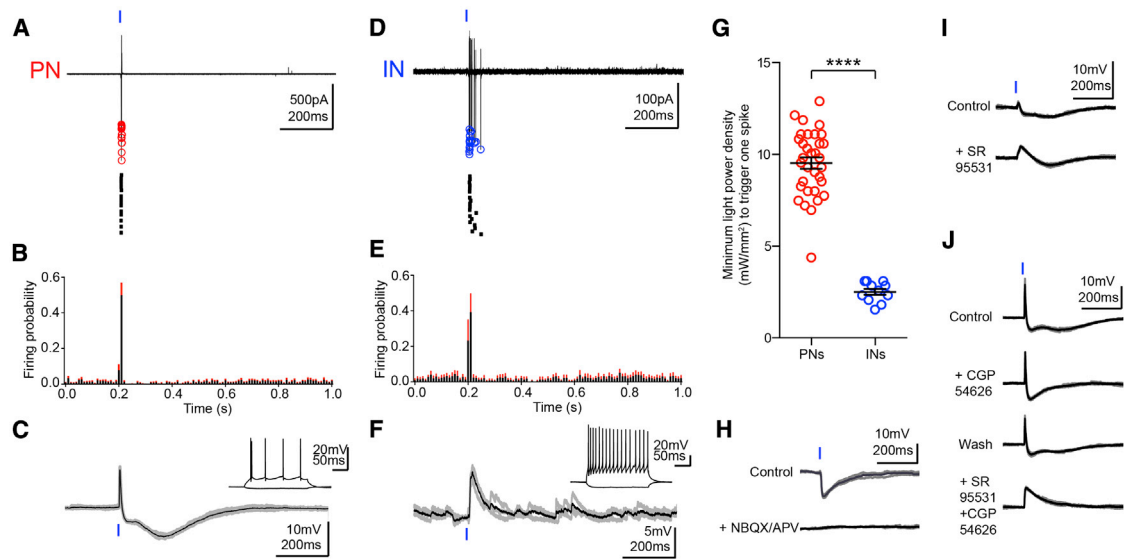 A
PN
500pA
200ms
B
Firing probability
0.6
0.4
0.2
0.0
0.0 0.2 0.4 0.6 0.8 1.0
Time (s)
C
20mV
50ms
10mV
200ms
D
IN
100pA
200ms
E
Firing probability
0.6
0.4
0.2
0.0
0.0 0.2 0.4 0.6 0.8 1.0
Time (s)
F
20mV
50ms
5mV
200ms
G
Minimum light power density
(mW/mm²) to trigger one spike
15
10
5
0
****
PNs INs
H
10mV
200ms
Control
+ NBQX/APV
I
10mV
200ms
Control
+ SR
95531
J
10mV
200ms
Control
+ CGP
54626
Wash
+ SR
95531
+CGP
54626